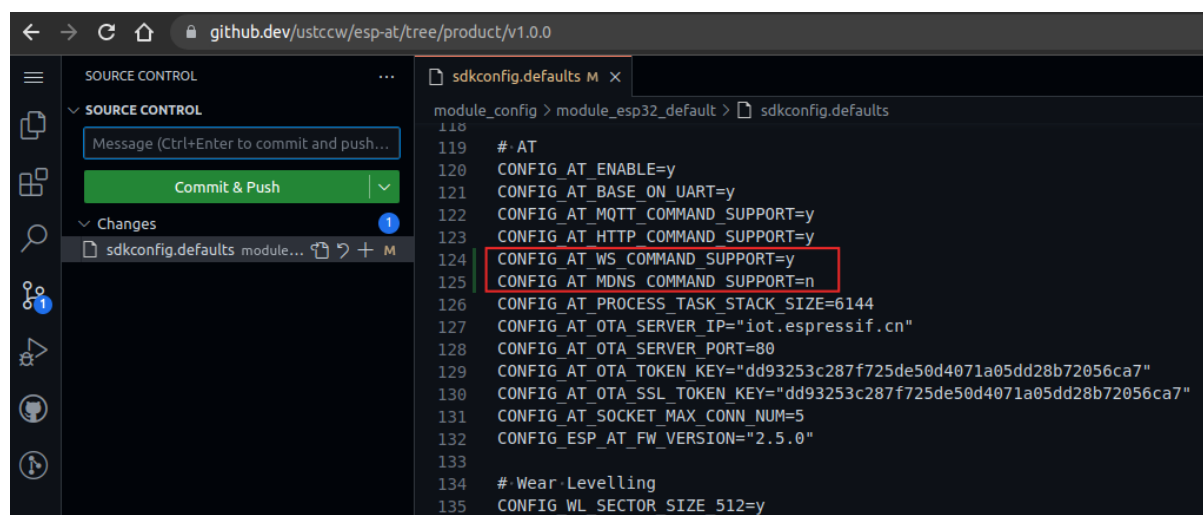 github.dev/ustccw/esp-at/tree/product/v1.0.0
SOURCE CONTROL ...
SOURCE CONTROL
Message (Ctrl+Enter to commit and push...
Commit & Push
Changes 1
sdkconfig.defaults module... M
1
sdkconfig.defaults M
module_config > module_esp32_default > sdkconfig.defaults
118
119 # AT
120 CONFIG_AT_ENABLE=y
121 CONFIG_AT_BASE_ON_UART=y
122 CONFIG_AT_MQTT_COMMAND_SUPPORT=y
123 CONFIG_AT_HTTP_COMMAND_SUPPORT=y
124 CONFIG_AT_WS_COMMAND_SUPPORT=y
125 CONFIG_AT_MDNS_COMMAND_SUPPORT=n
126 CONFIG_AT_PROCESS_TASK_STACK_SIZE=6144
127 CONFIG_AT_OTA_SERVER_IP="iot.espressif.cn"
128 CONFIG_AT_OTA_SERVER_PORT=80
129 CONFIG_AT_OTA_TOKEN_KEY="dd93253c287f725de50d4071a05dd28b72056ca7"
130 CONFIG_AT_OTA_SSL_TOKEN_KEY="dd93253c287f725de50d4071a05dd28b72056ca7"
131 CONFIG_AT_SOCKET_MAX_CONN_NUM=5
132 CONFIG_ESP_AT_FW_VERSION="2.5.0"
133
134 # Wear Levelling
135 CONFIG_WL_SECTOR_SIZE_512=y